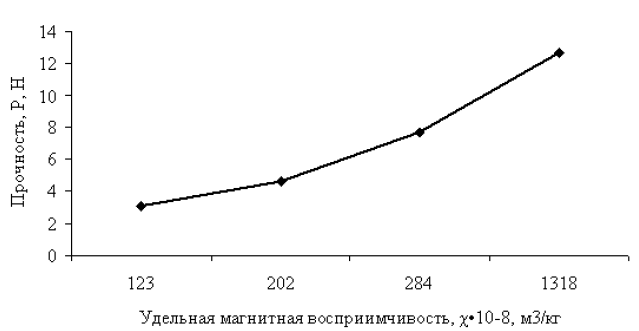 14
12
10
8
6
4
2
0
Прочность, Р, Н
123 202 284 1318
Удельная магнитная восприимчивость, χ•10-8, м3/кг